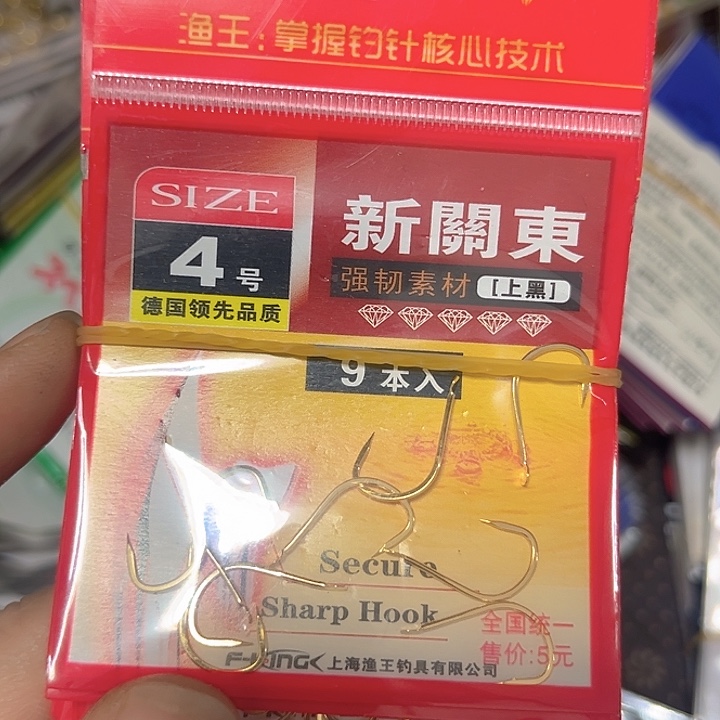 渔王：掌握钓针核心技术
SIZE
4号
德国领先品质
新關東
强韧素材【上黑】
9本入
Secure
Sharp Hook
全国统一
售价:5元
F-KING 上海渔王钓具有限公司